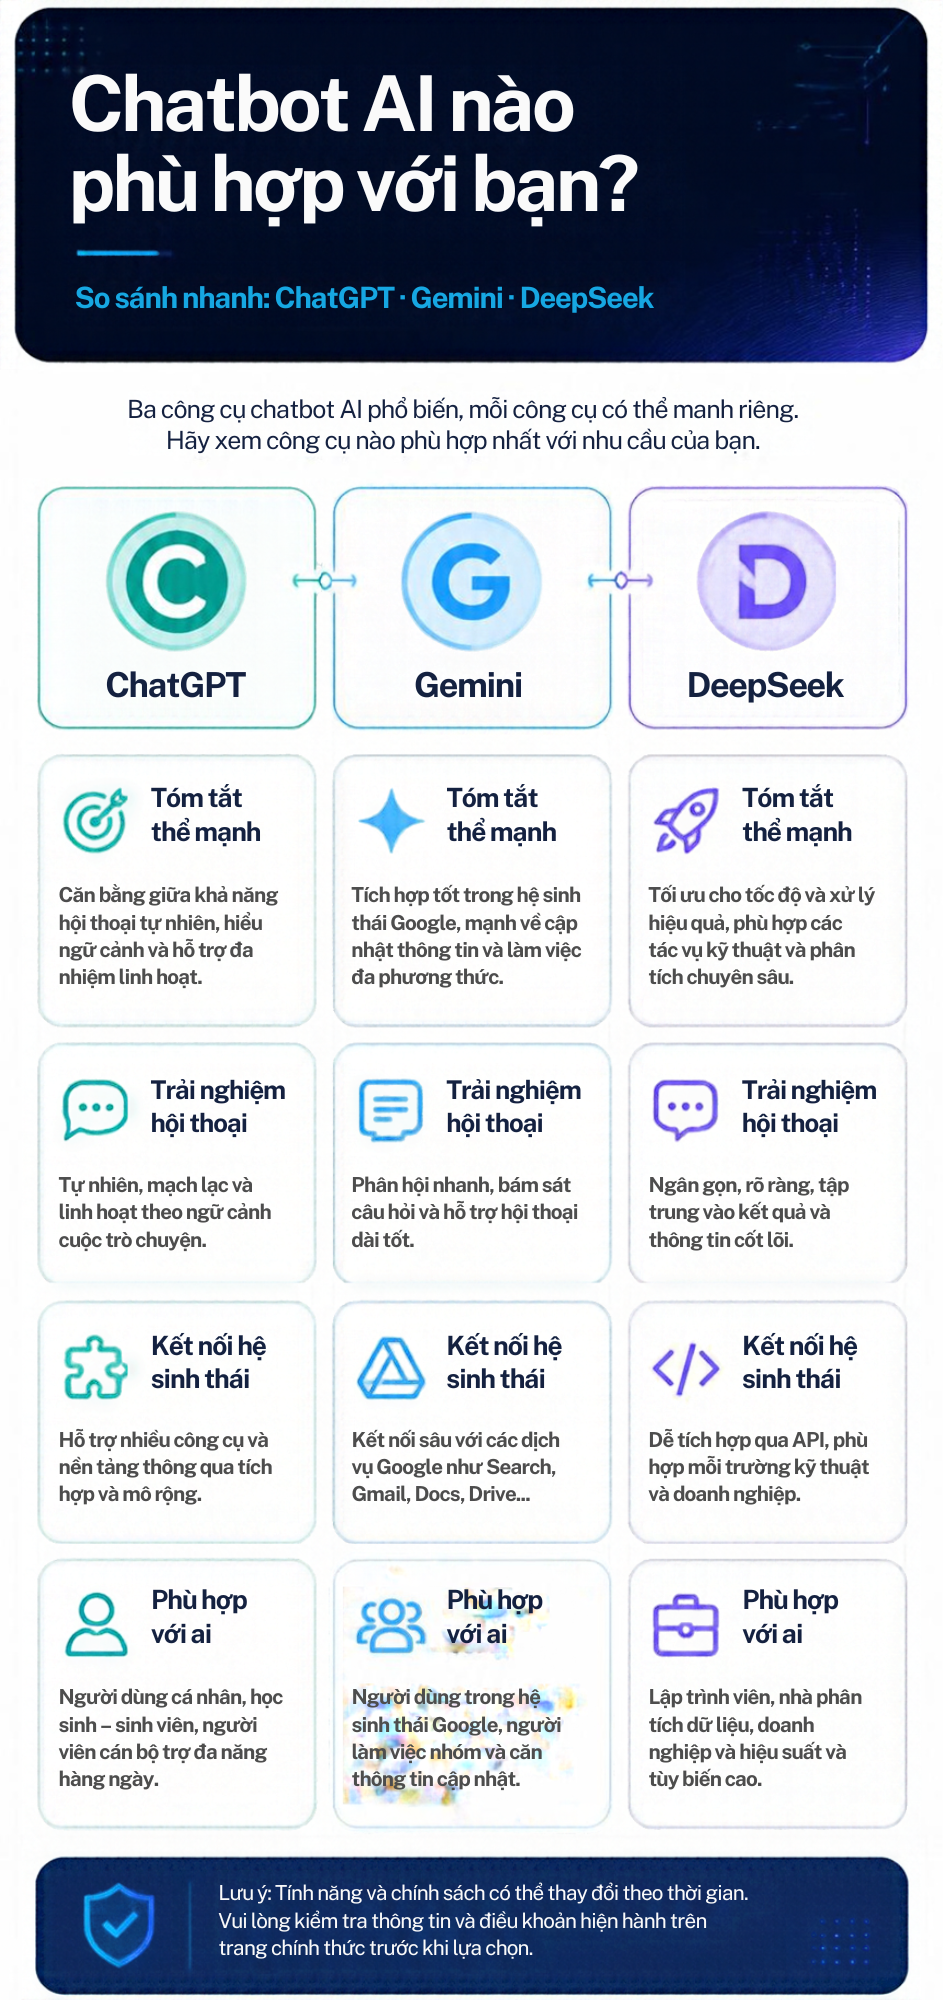 Chatbot AI nào
phù hợp với bạn?
So sánh nhanh: ChatGPT · Gemini · DeepSeek
Ba công cụ chatbot AI phổ biến, mỗi công cụ có thể manh riêng.
Hãy xem công cụ nào phù hợp nhất với nhu cầu của bạn.
C
ChatGPT
G
Gemini
D
DeepSeek
Tóm tắt
thể mạnh
Căn bằng giữa khả năng
hội thoại tự nhiên, hiểu
ngữ cảnh và hỗ trợ đa
nhiệm linh hoạt.
Tóm tắt
thể mạnh
Tích hợp tốt trong hệ sinh
thái Google, mạnh về cập
nhật thông tin và làm việc
đa phương thức.
Tóm tắt
thể mạnh
Tối ưu cho tốc độ và xử lý
hiệu quả, phù hợp các
tác vụ kỹ thuật và phân
tích chuyên sâu.
Trải nghiệm
hội thoại
Tự nhiên, mạch lạc và
linh hoạt theo ngữ cảnh
cuộc trò chuyện.
Trải nghiệm
hội thoại
Phân hội nhanh, bám sát
câu hỏi và hỗ trợ hội thoại
dài tốt.
Trải nghiệm
hội thoại
Ngân gọn, rõ ràng, tập
trung vào kết quả và
thông tin cốt lõi.
Kết nối hệ
sinh thái
Hỗ trợ nhiều công cụ và
nền tảng thông qua tích
hợp và mô rộng.
Kết nối hệ
sinh thái
Kết nối sâu với các dịch
vụ Google như Search,
Gmail, Docs, Drive...
Kết nối hệ
sinh thái
Dễ tích hợp qua API, phù
hợp mỗi trường kỹ thuật
và doanh nghiệp.
Phù hợp
với ai
Người dùng cá nhân, học
sinh – sinh viên, người
viên cán bộ trợ đa năng
hàng ngày.
Phù hợp
với ai
Người dùng trong hệ
sinh thái Google, người
làm việc nhóm và căn
thông tin cập nhật.
Phù hợp
với ai
Lập trình viên, nhà phân
tích dữ liệu, doanh
nghiệp và hiệu suất và
tùy biến cao.
Lưu ý: Tính năng và chính sách có thể thay đổi theo thời gian.
Vui lòng kiểm tra thông tin và điều khoản hiện hành trên
trang chính thức trước khi lựa chọn.